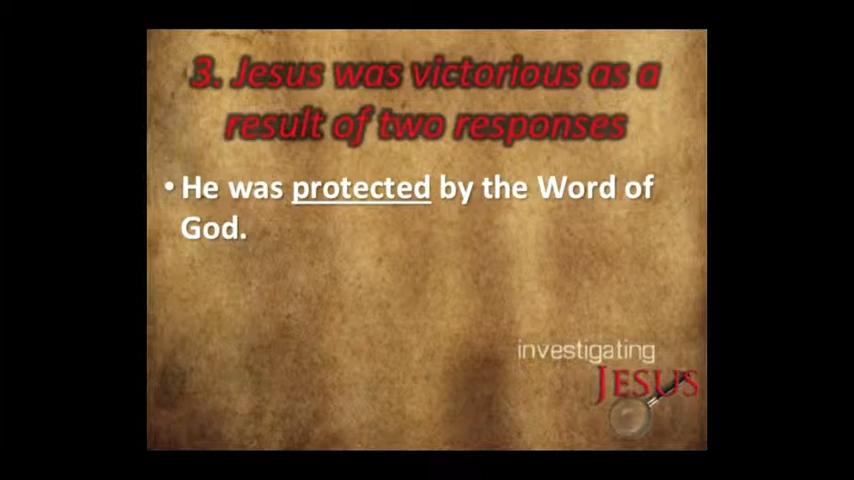 3. Jesus was victorious as a
result of two responses
• He was protected by the Word of
God.
investigating
JESUS